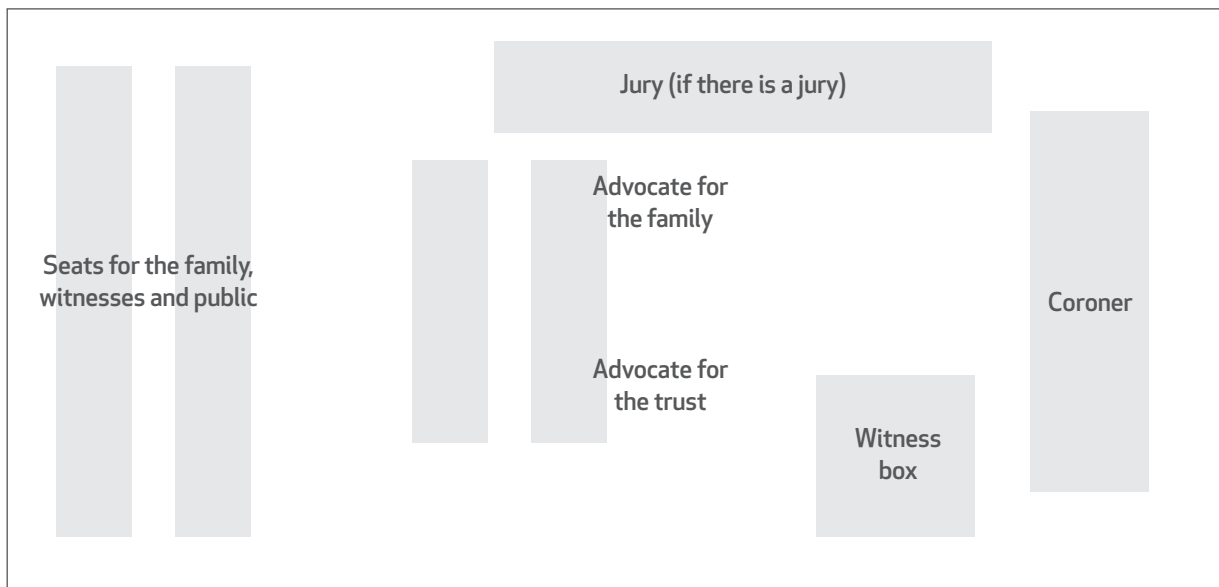 Jury (if there is a jury)
Advocate for
the family
Seats for the family,
witnesses and public
Coroner
Advocate for
the trust
Witness
box